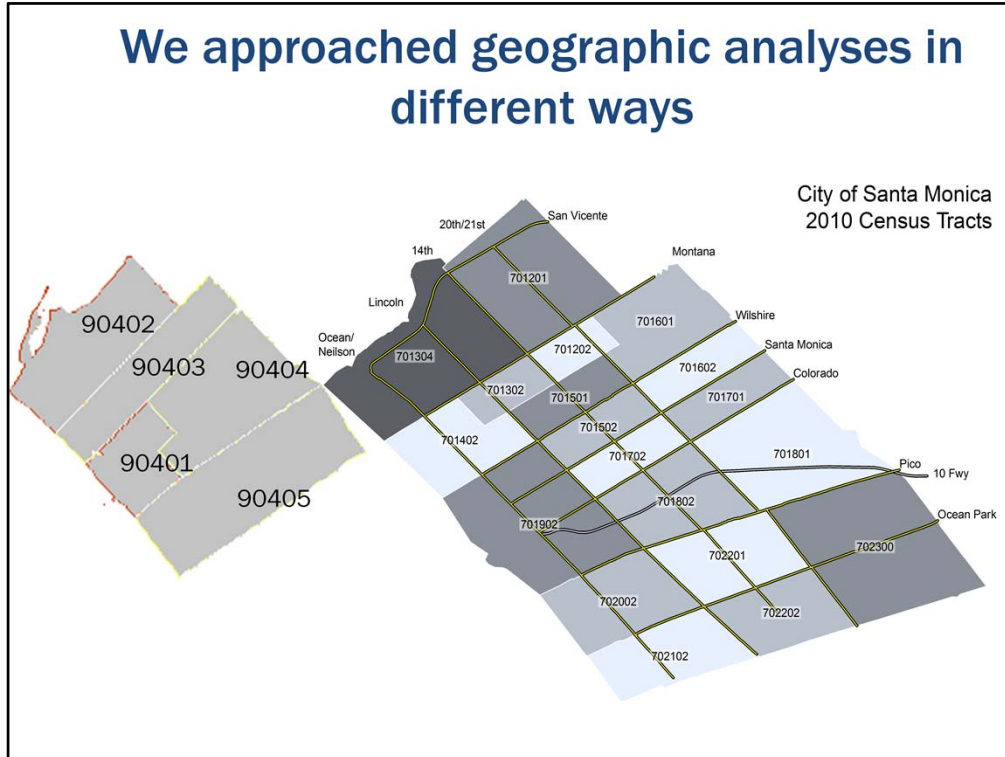 We approached geographic analyses in
different ways
City of Santa Monica
2010 Census Tracts
90402
90403
90404
90401
90405
20th/21st
San Vicente
14th
Montana
Lincoln
Ocean/
Neilson
Wilshire
Santa Monica
Colorado
Pico
10 Fwy
Ocean Park
701201
701601
701304
701202
701602
701302
701501
701701
701502
701402
701702
701801
701802
701902
702201
702300
702002
702202
702102